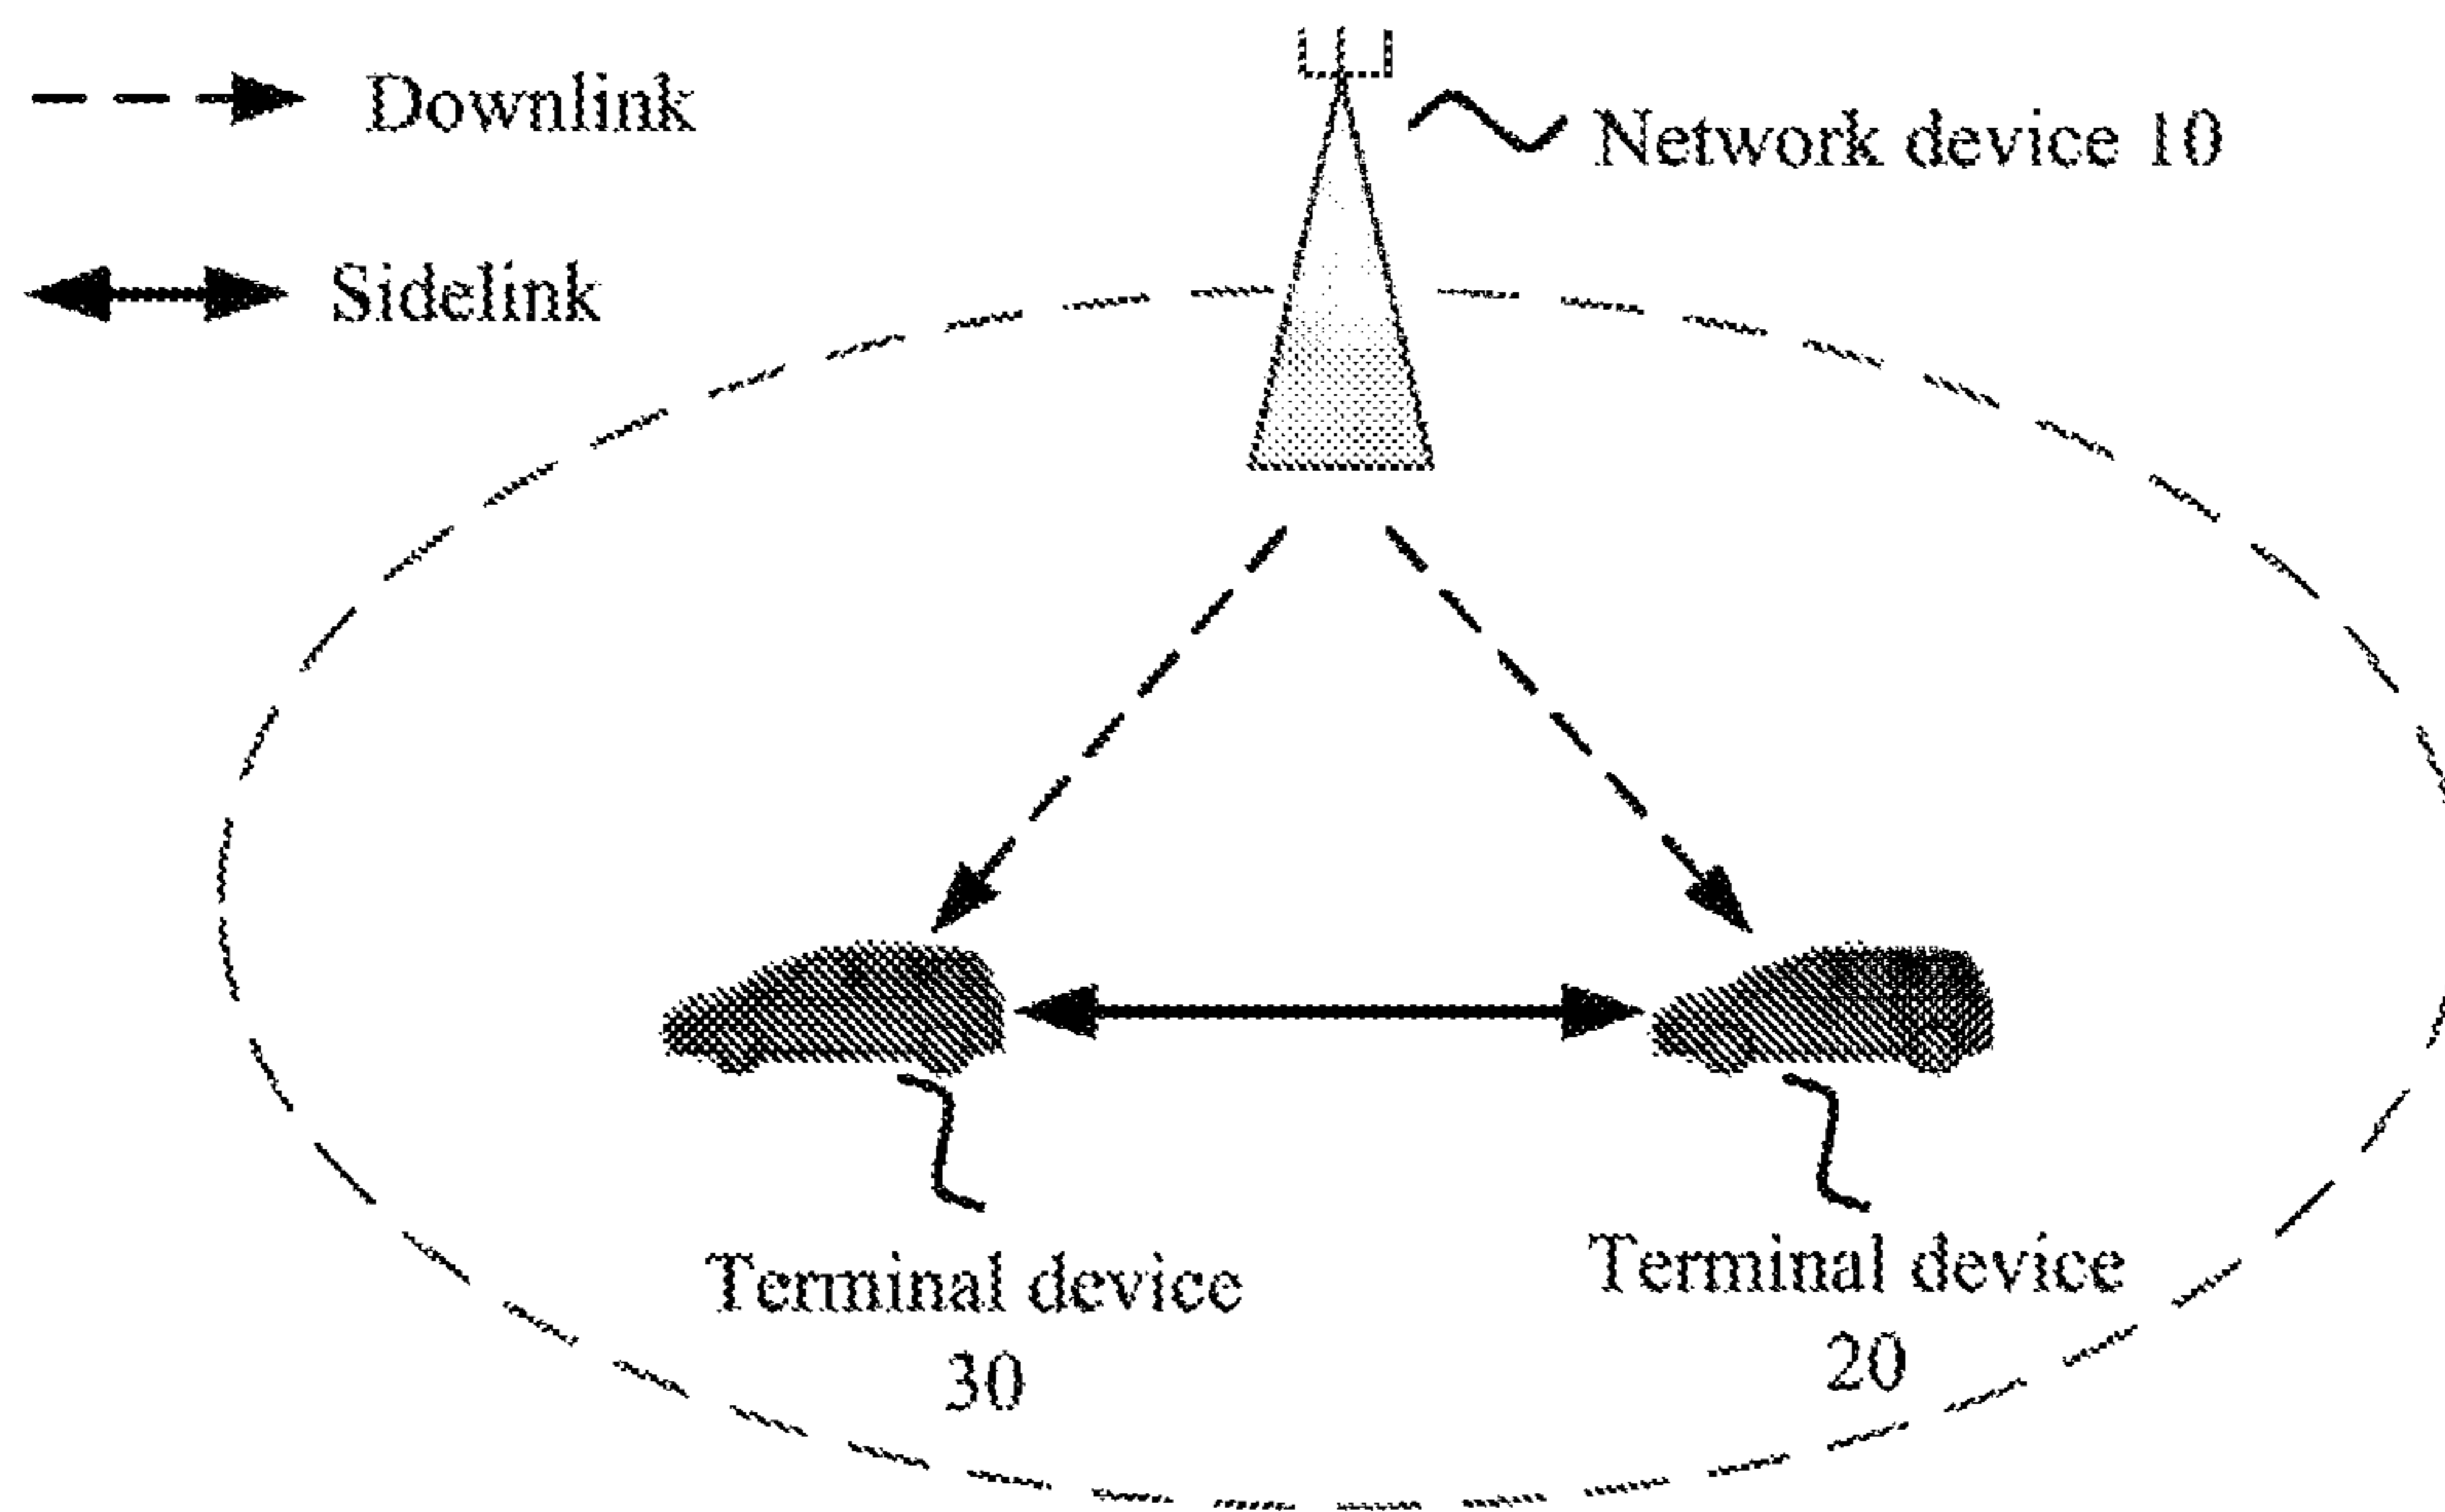 Downlink
Network device 10
Sidelink
Terminal device
30
Terminal device
20